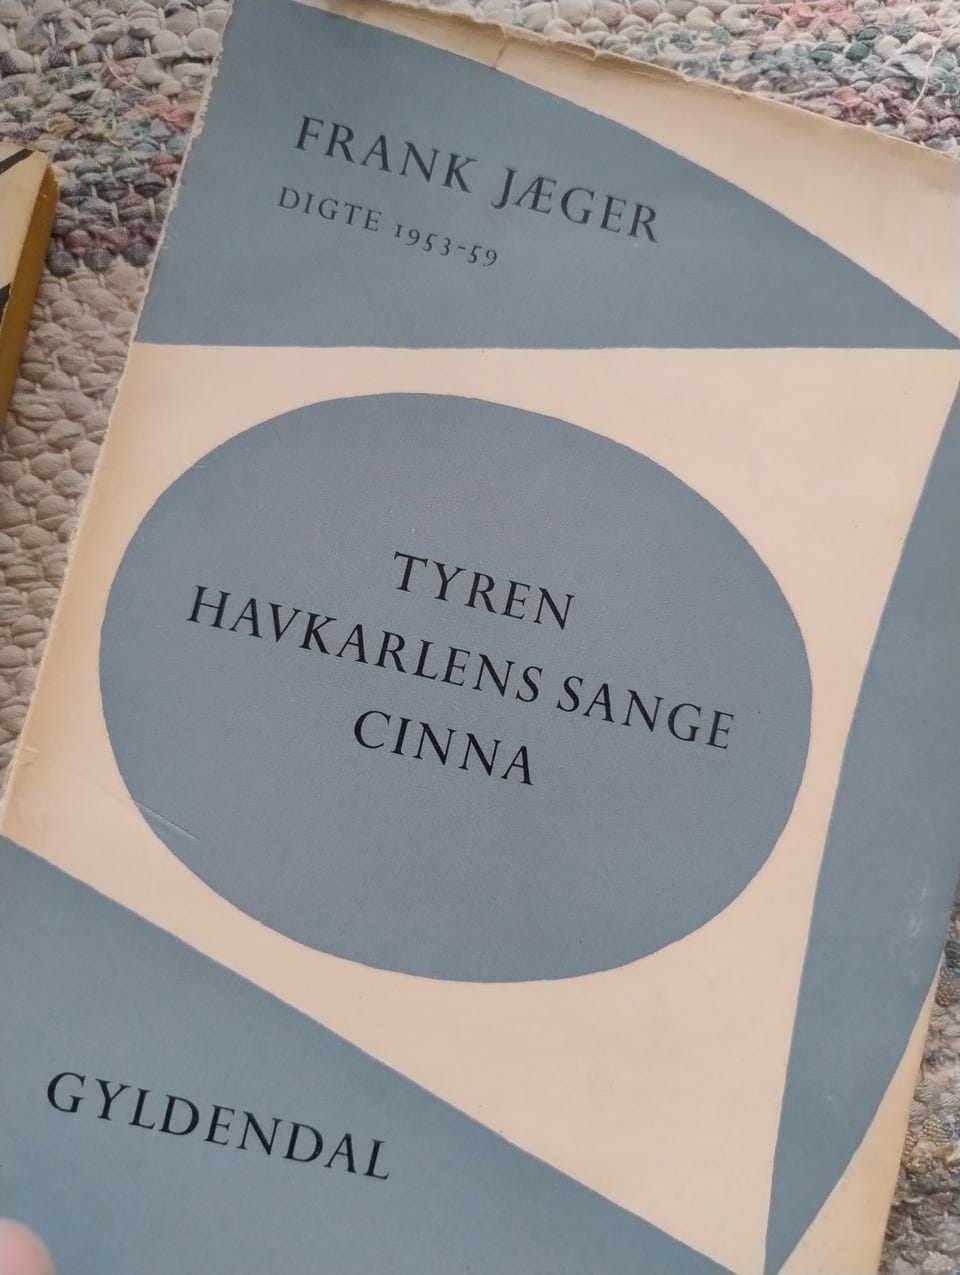 FRANK JÆGER
DIGTE 1953-59
TYREN
HAVKARLENS SANGE
CINNA
GYLDENDAL